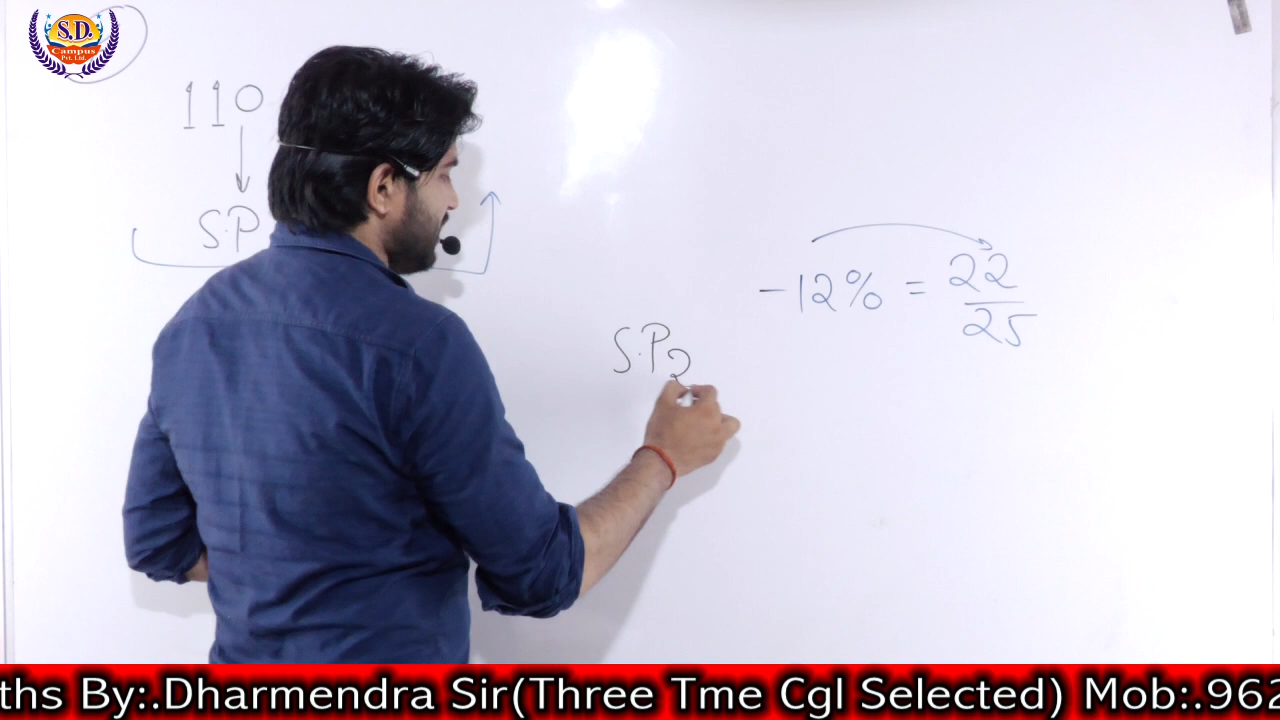 S.D.
Campus
Pvt. Ltd.
110
S.P
-12% = 22
25
S.P2
ths By:.Dharmendra Sir(Three Tme Cgl Selected) Mob:.962